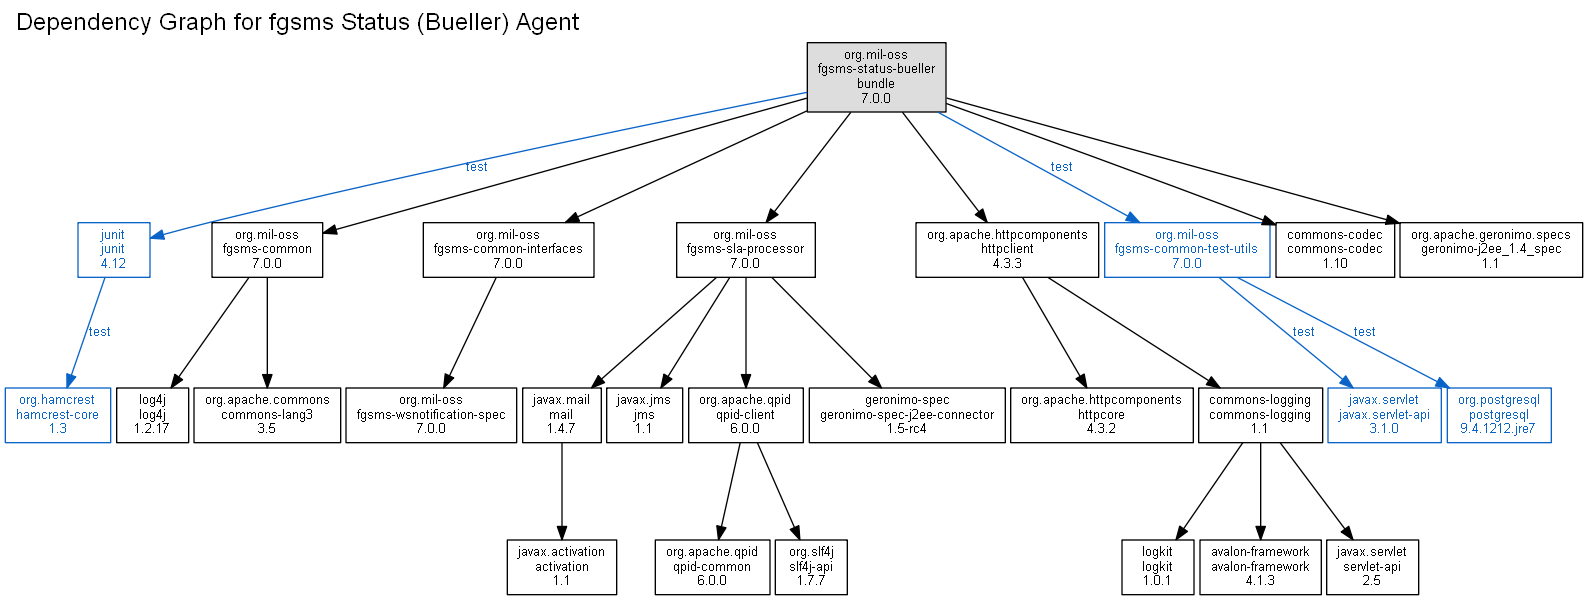 Dependency Graph for fgsms Status (Bueller) Agent
org.mil-oss
fgsms-status-bueller
bundle
7.0.0
test
test
junit
junit
4.12
org.mil-oss
fgsms-common
7.0.0
org.mil-oss
fgsms-common-interfaces
7.0.0
org.mil-oss
fgsms-sla-processor
7.0.0
org.apache.httpcomponents
httpclient
4.3.3
org.mil-oss
fgsms-common-test-utils
7.0.0
commons-codec
commons-codec
1.10
org.apache.geronimo.specs
geronimo-j2ee_1.4_spec
1.1
test
test
test
org.hamcrest
hamcrest-core
1.3
log4j
log4j
1.2.17
org.apache.commons
commons-lang3
3.5
org.mil-oss
fgsms-wsnotification-spec
7.0.0
javax.mail
mail
1.4.7
javax.jms
jms
1.1
org.apache.qpid
qpid-client
6.0.0
geronimo-spec
geronimo-spec-j2ee-connector
1.5-rc4
org.apache.httpcomponents
httpcore
4.3.2
commons-logging
commons-logging
1.1
javax.servlet
javax.servlet-api
3.1.0
org.postgresql
postgresql
9.4.1212.jre7
javax.activation
activation
1.1
org.apache.qpid
qpid-common
6.0.0
org.slf4j
slf4j-api
1.7.7
logkit
logkit
1.0.1
avalon-framework
avalon-framework
4.1.3
javax.servlet
servlet-api
2.5